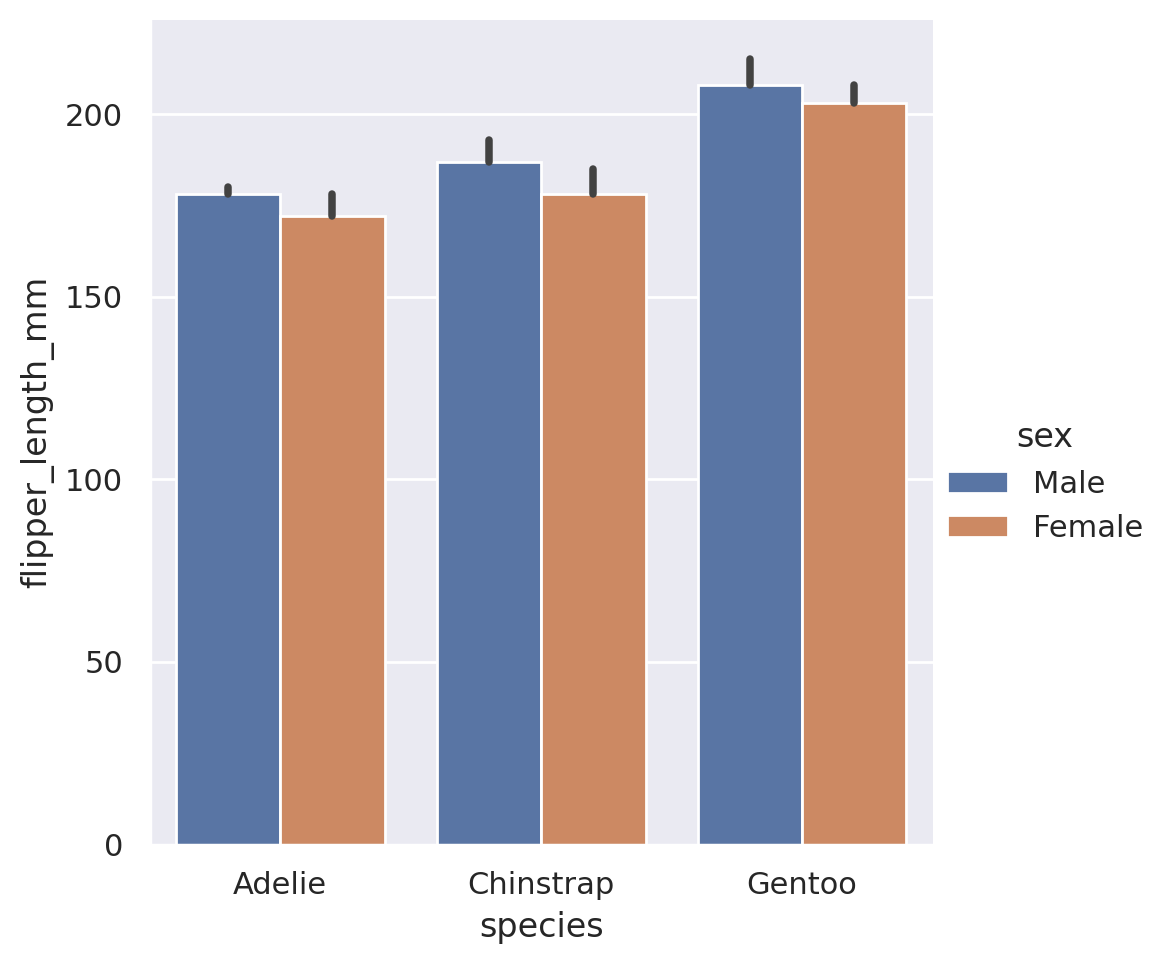 flipper_length_mm
200
150
100
50
0
Adelie
Chinstrap
Gentoo
species
sex
Male
Female